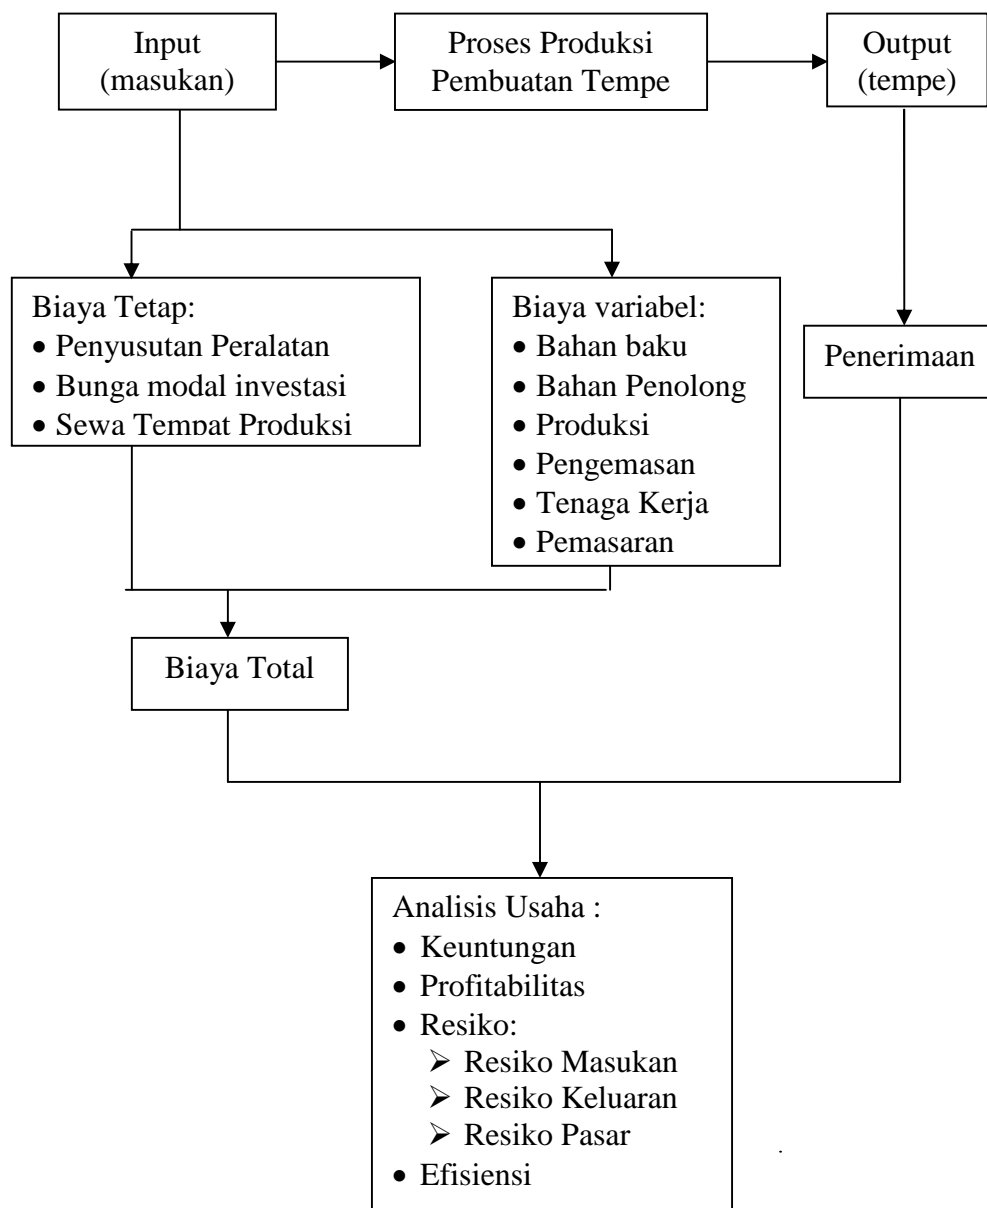 Input
(masukan)
Proses Produksi
Pembuatan Tempe
Output
(tempe)
Biaya Tetap:
• Penyusutan Peralatan
• Bunga modal investasi
• Sewa Tempat Produksi
Biaya variabel:
• Bahan baku
• Bahan Penolong
• Produksi
• Pengemasan
• Tenaga Kerja
• Pemasaran
Penerimaan
Biaya Total
Analisis Usaha :
• Keuntungan
• Profitabilitas
• Resiko:
➢ Resiko Masukan
➢ Resiko Keluaran
➢ Resiko Pasar
• Efisiensi